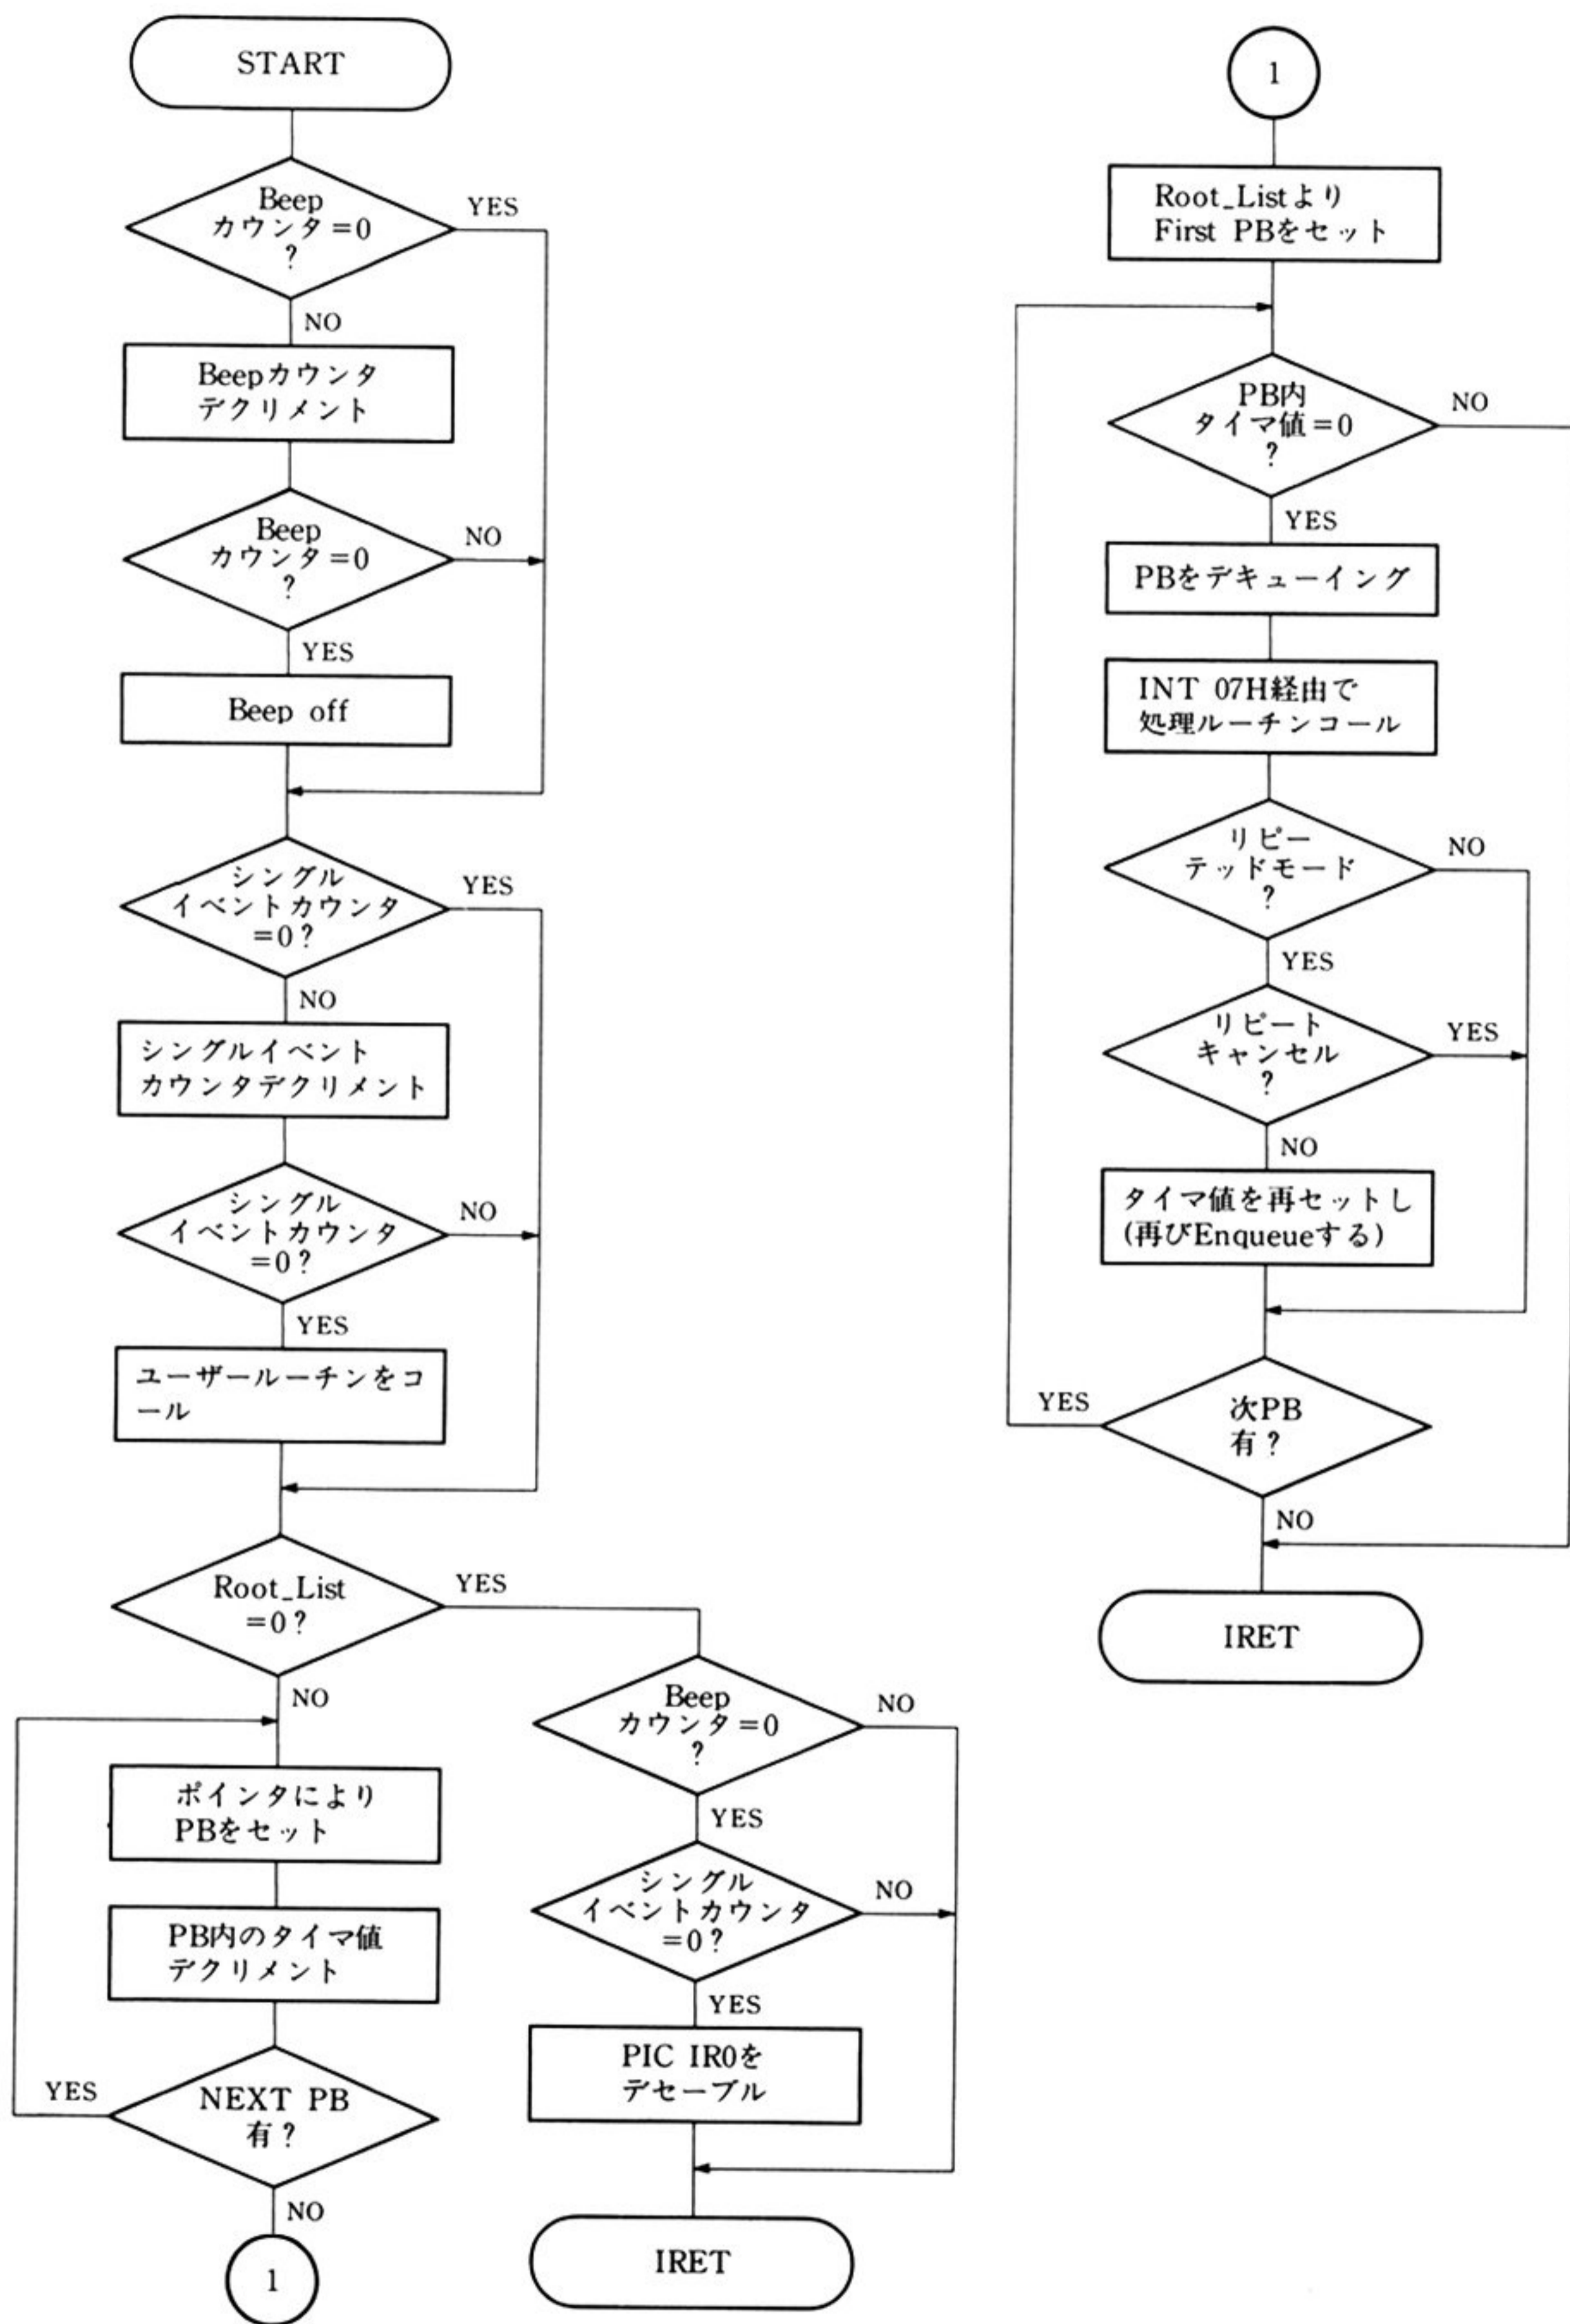 START
Beep
カウンタ=0
?
YES
NO
Beepカウンタ
デクリメント
Beep
カウンタ=0
?
NO
YES
Beep off
シングル
イベントカウンタ
=0?
YES
NO
シングルイベント
カウンタデクリメント
シングル
イベントカウンタ
=0?
NO
YES
ユーザールーチンをコ
ール
Root_List
=0?
YES
NO
ポインタにより
PBをセット
PB内のタイマ値
デクリメント
NEXT PB
有?
YES
NO
1
Beep
カウンタ=0
?
NO
YES
シングル
イベントカウンタ
=0?
NO
YES
PIC IR0を
デセーブル
IRET
1
Root_Listより
First PBをセット
PB内
タイマ値=0
?
NO
YES
PBをデキューイング
INT 07H経由で
処理ルーチンコール
リピー
テッドモード
?
NO
YES
リピート
キャンセル
?
YES
NO
タイマ値を再セットし
(再びEnqueueする)
次PB
有?
YES
NO
IRET